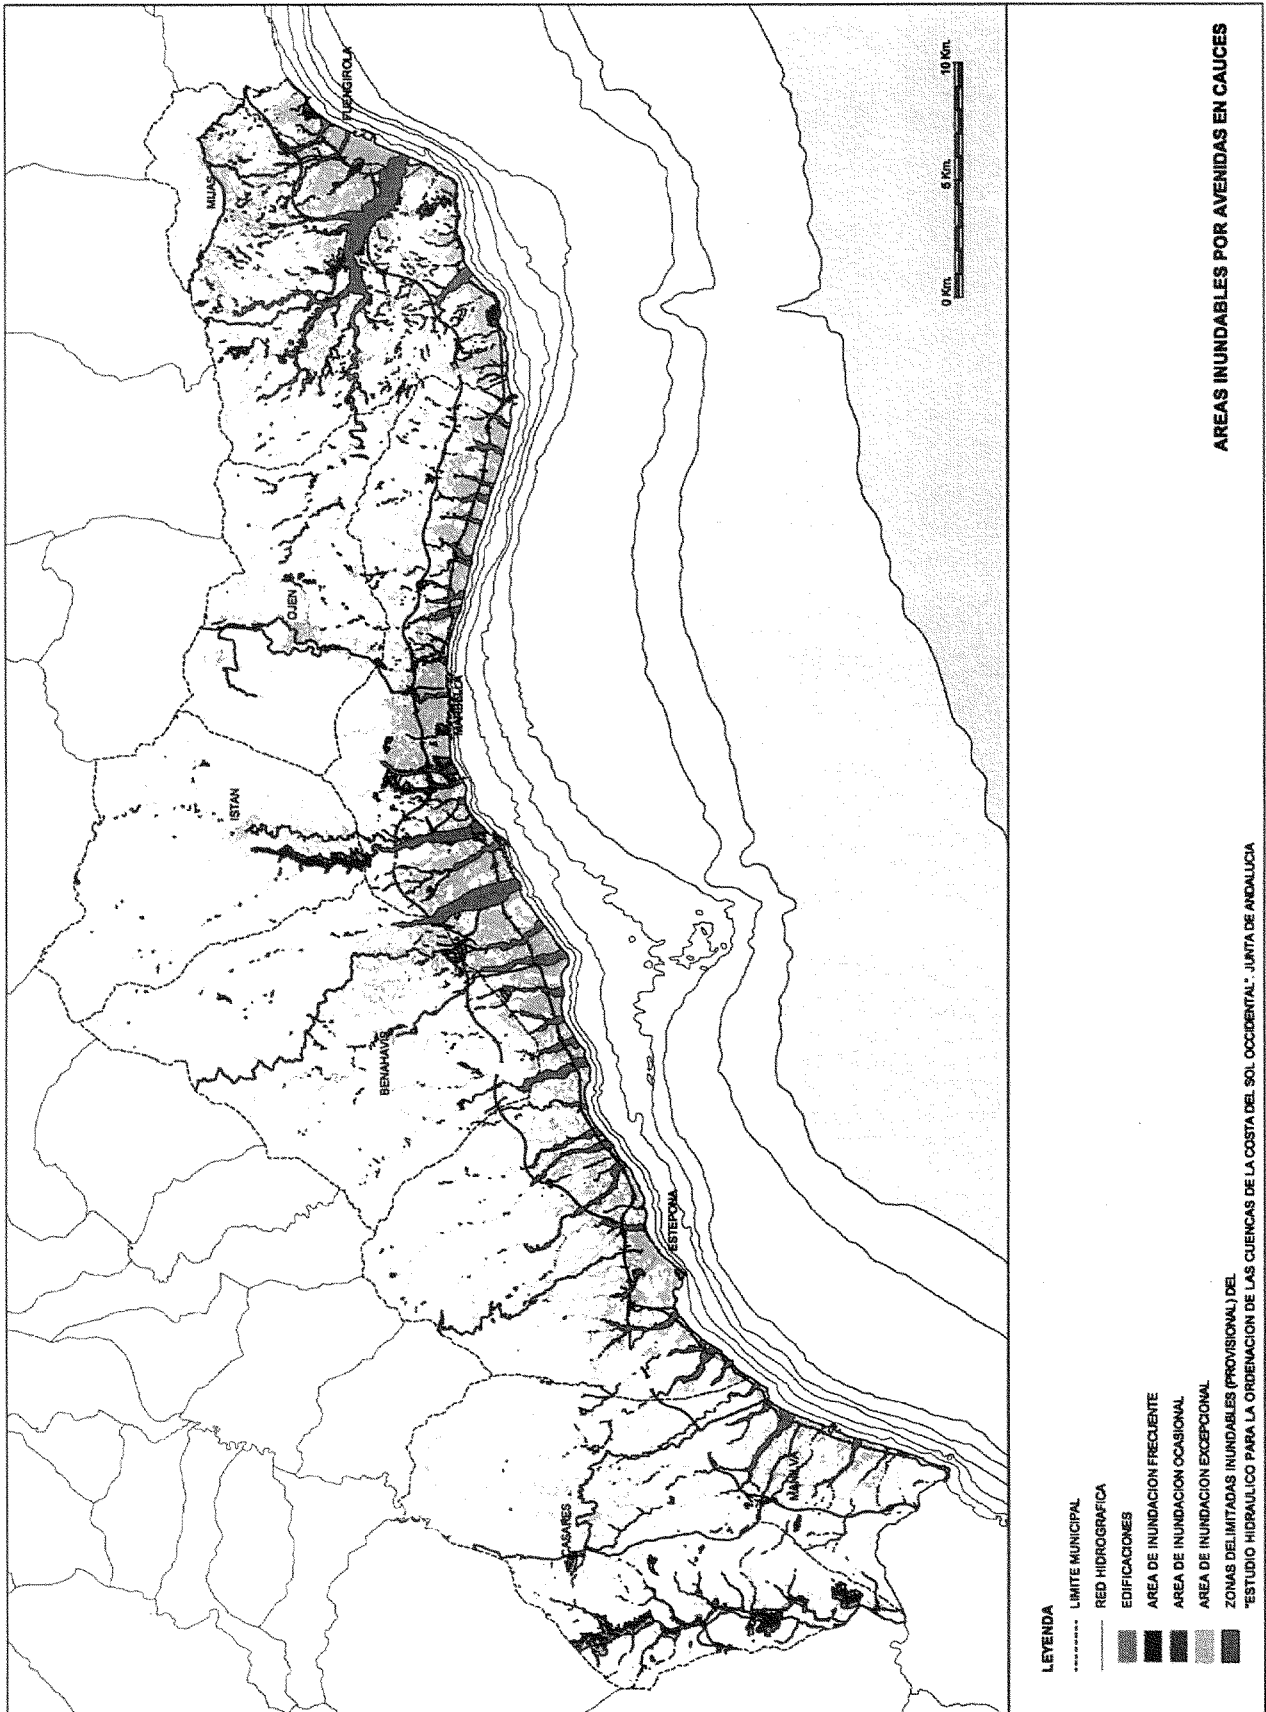 FUENGIROLA
MIJAS
OJEN
MARBELLA
ISTAN
BENAHAVIS
ESTEPONA
CASARES
MANILVA
0 Km.
5 Km.
10 Km.
AREAS INUNDABLES POR AVENIDAS EN CAUCES
LEYENDA
LIMITE MUNICIPAL
RED HIDROGRAFICA
EDIFICACIONES
AREA DE INUNDACION FRECUENTE
AREA DE INUNDACION OCASIONAL
AREA DE INUNDACION EXCEPCIONAL
ZONAS DELIMITADAS INUNDABLES (PROVISIONAL) DEL
"ESTUDIO HIDRAULICO PARA LA ORDENACION DE LAS CUENCAS DE LA COSTA DEL SOL OCCIDENTAL". JUNTA DE ANDALUCIA